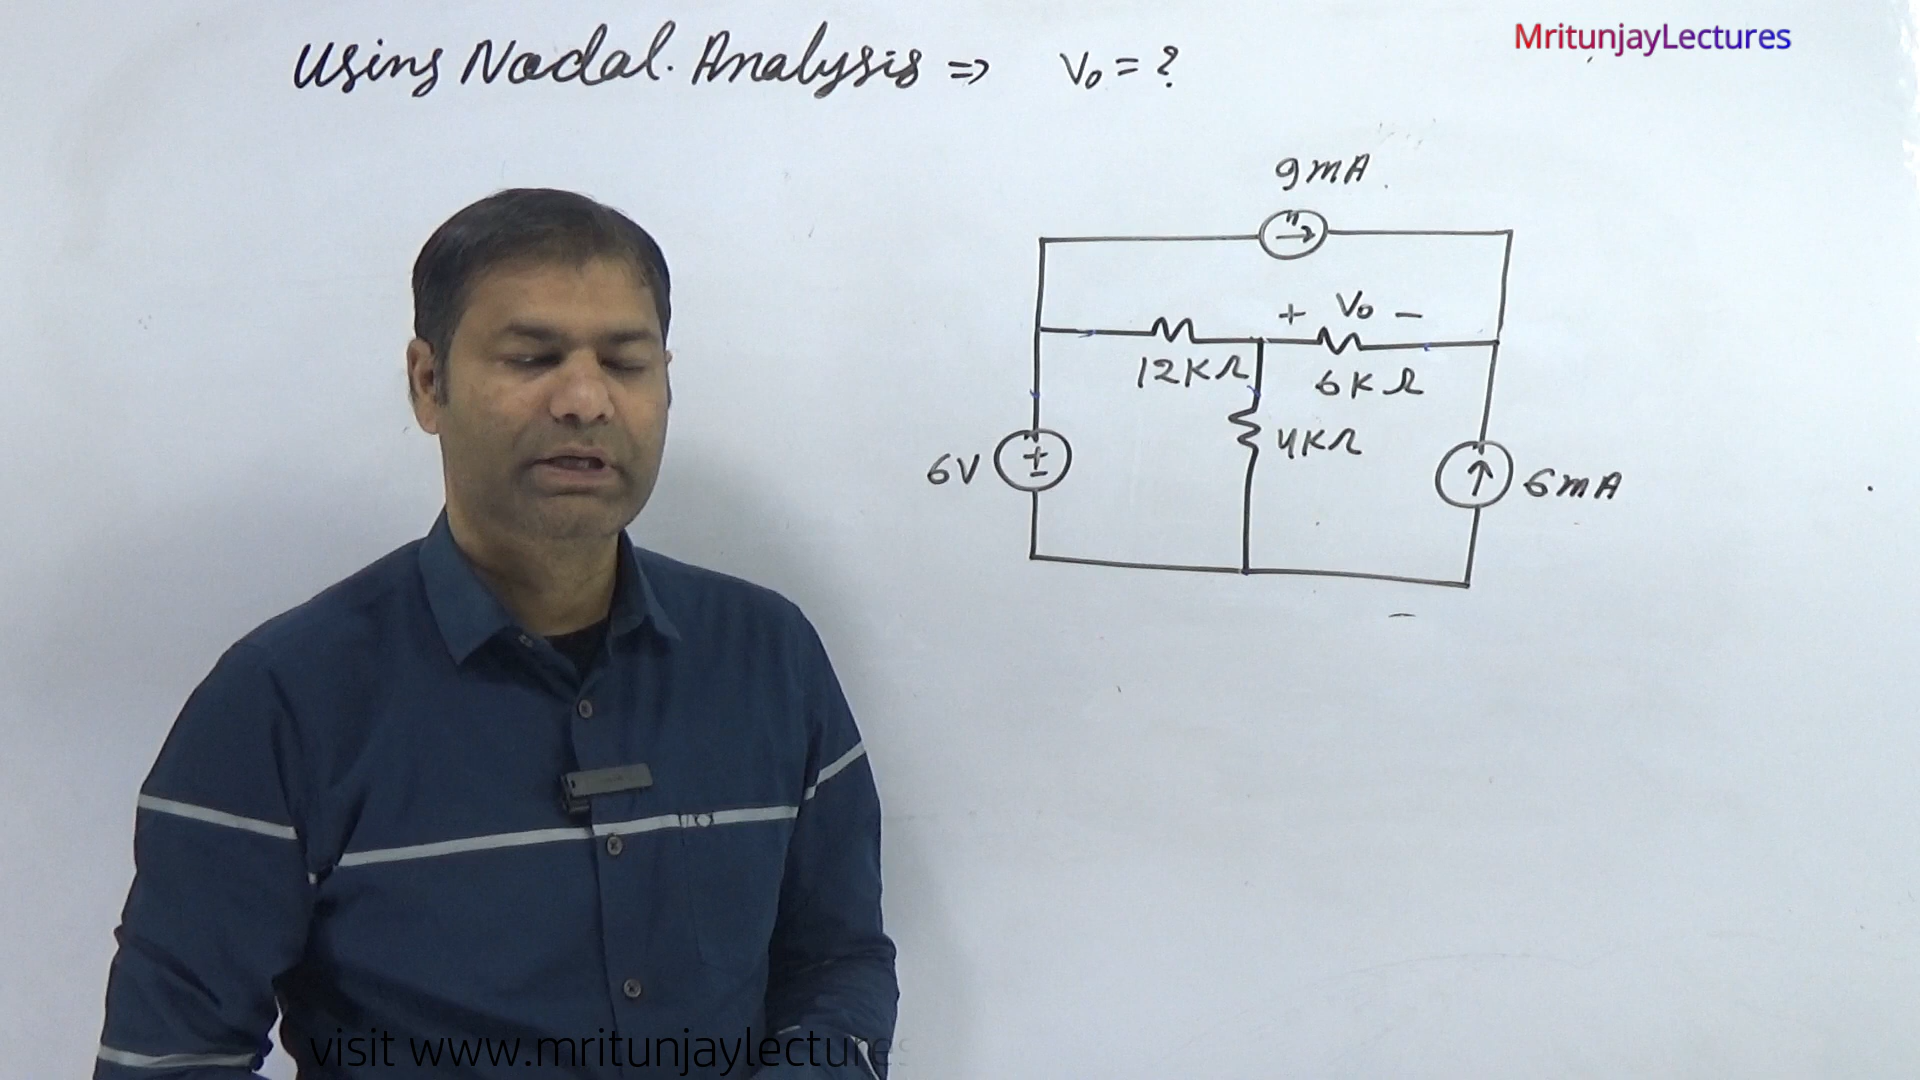 Using Nodal. Analysis ⇒ V₀ = ?
MritunjayLectures
9mA
+ V₀ −
12KΩ
6KΩ
4KΩ
6V
+
−
6mA
visit www.mritunjaylectures